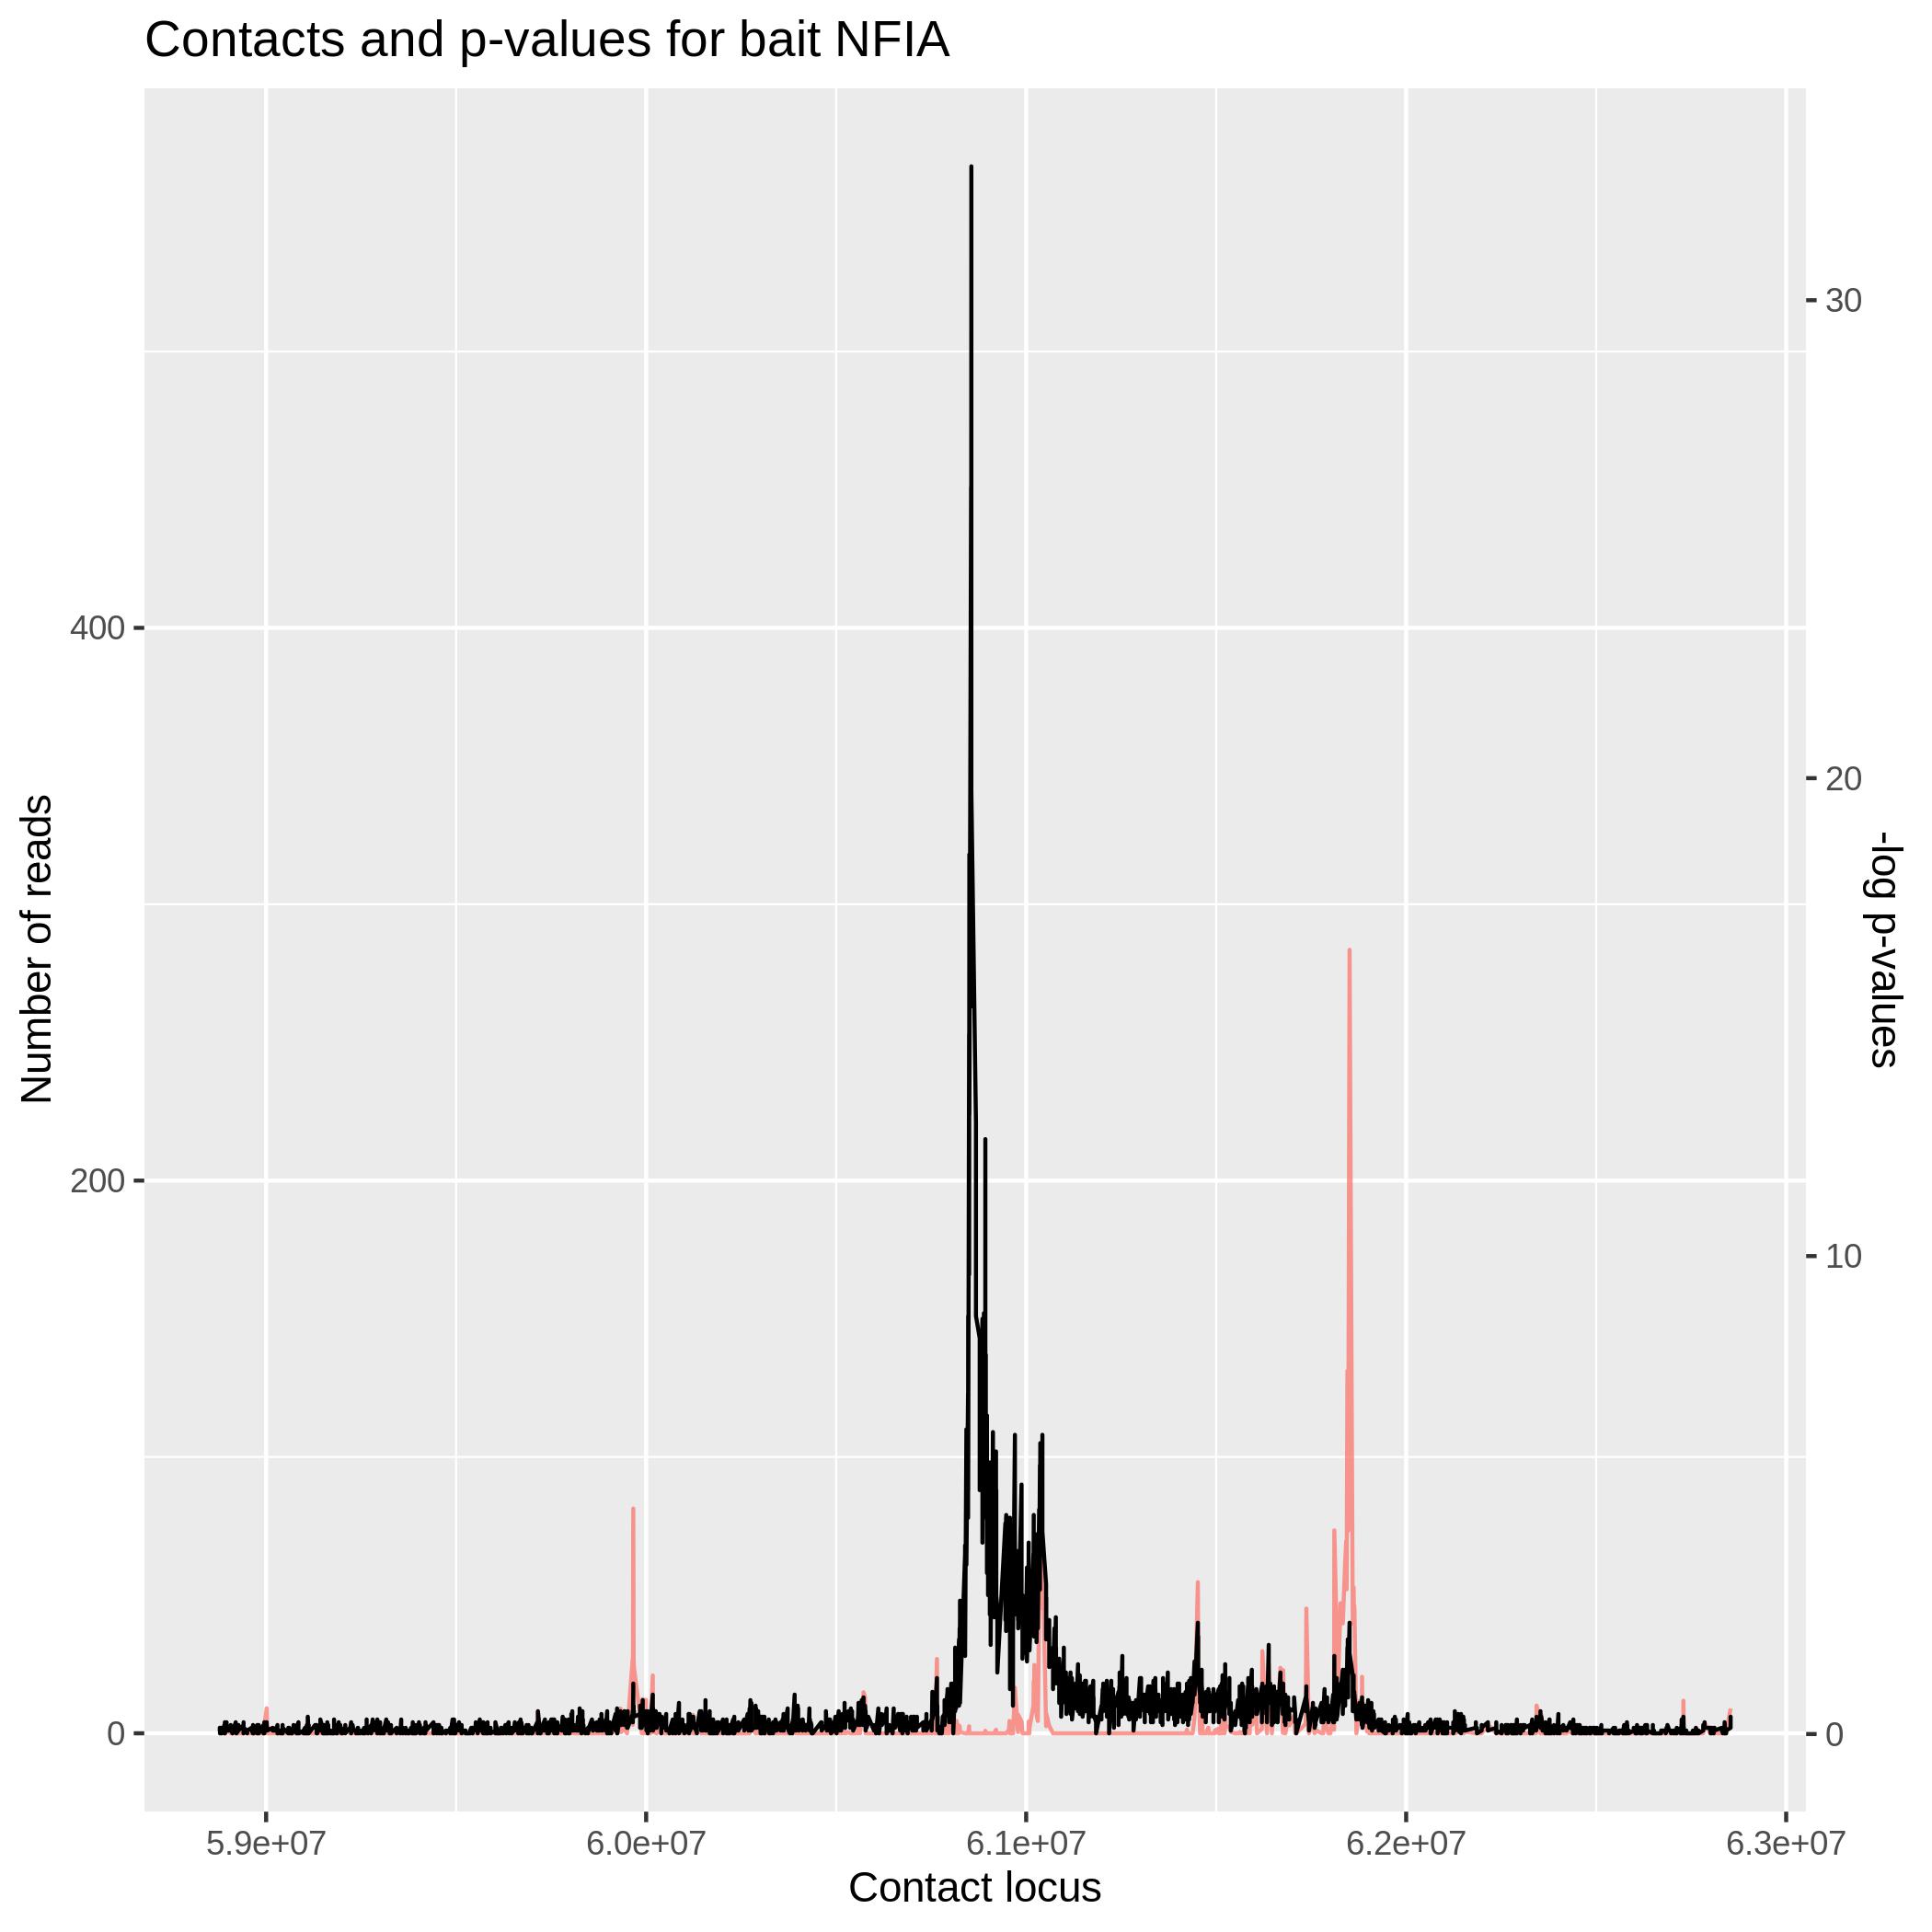 Contacts and p-values for bait NFIA
Number of reads
400
200
0
30
20
10
0
-log p-values
5.9e+07 6.0e+07 6.1e+07 6.2e+07 6.3e+07
Contact locus